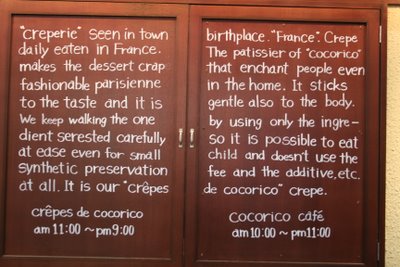 "creperie" seen in town
daily eaten in France.
makes the dessert crap
fashionable parisienne
to the taste and it is
We keep walking the one
dient serested carefully
at ease even for small
synthetic preservation
at all. It is our "crêpes
crêpes de cocorico
am 11:00 ~ pm 9:00
birthplace. "France". Crepe
The patissier of "cocorico"
that enchant people even
in the home. It sticks
gentle also to the body.
by using only the ingre-
so it is possible to eat
child and doesn't use the
fee and the additive, etc.
de cocorico" crepe.
cocorico café
am 10:00 ~ pm 11:00